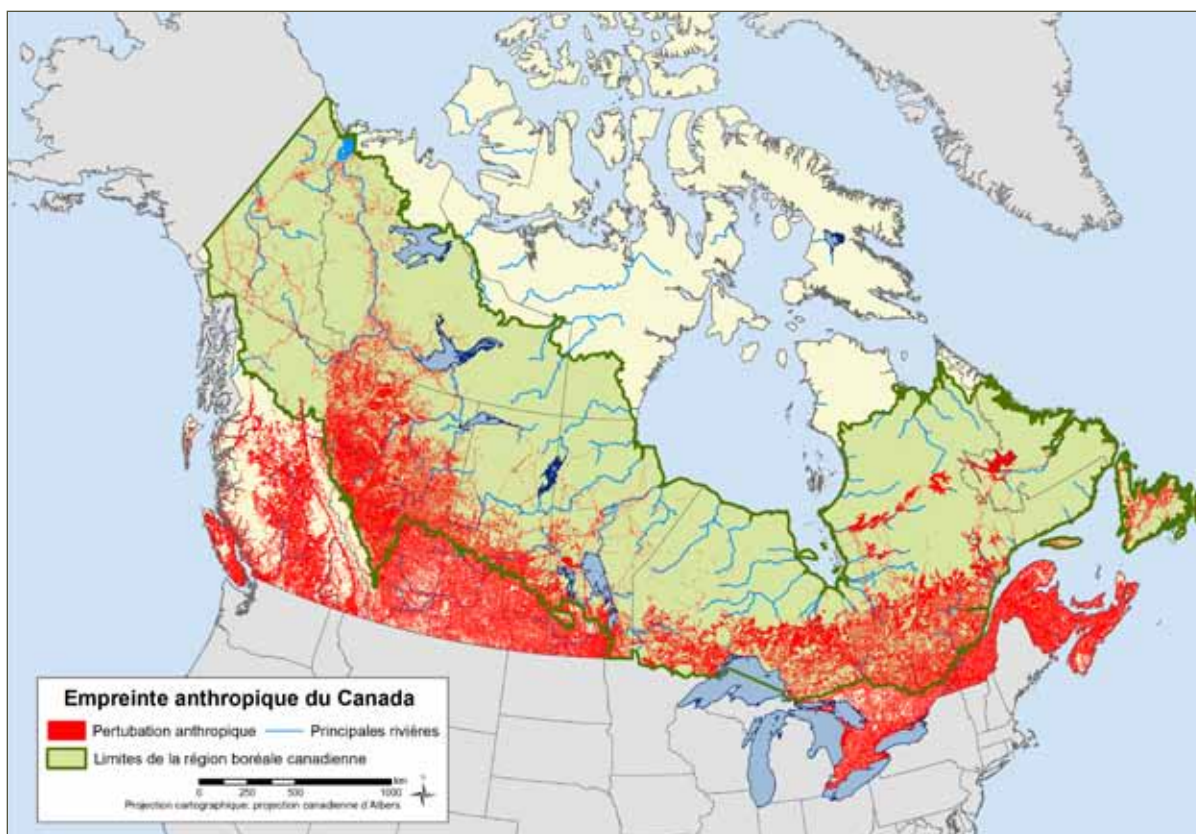 Empreinte anthropique du Canada
Pertubation anthropique
Principales rivières
Limites de la région boréale canadienne
km
0 250 500 1000
Projection cartographique: projection canadienne d'Albers